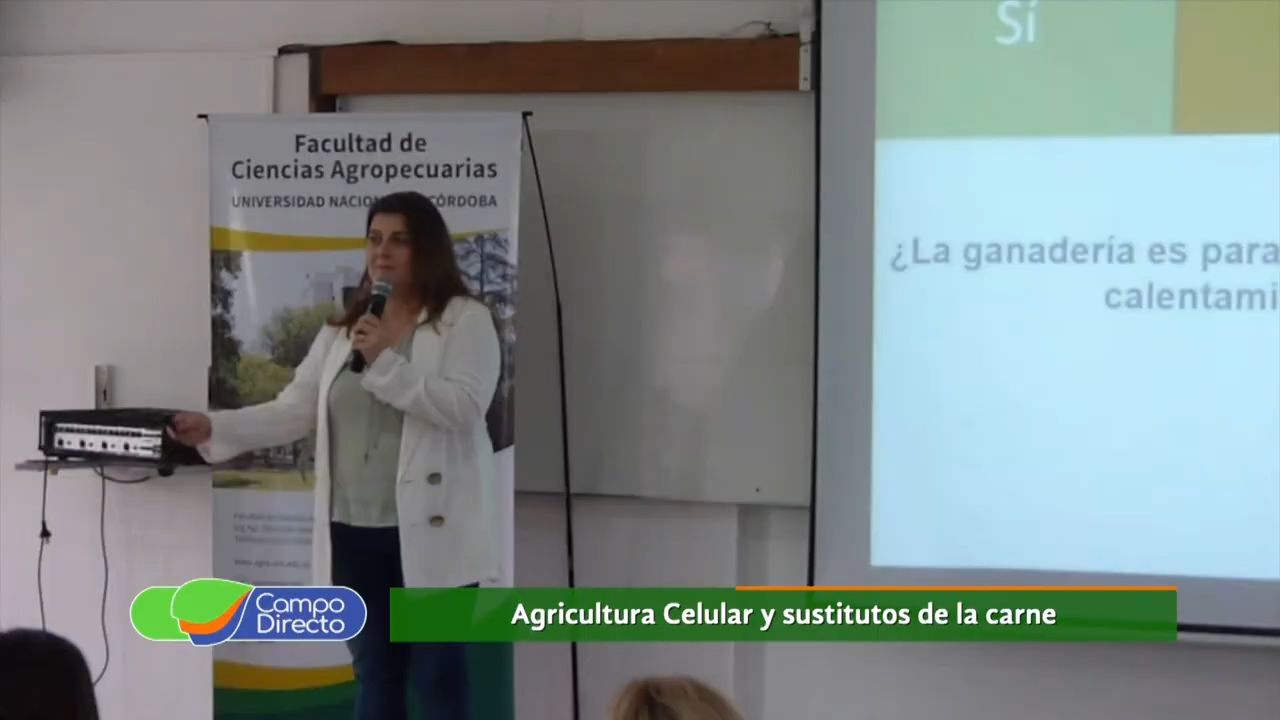 Sí
Facultad de
Ciencias Agropecuarias
UNIVERSIDAD NACIONAL CÓRDOBA
¿La ganadería es para
calentami
Campo
Directo
Agricultura Celular y sustitutos de la carne